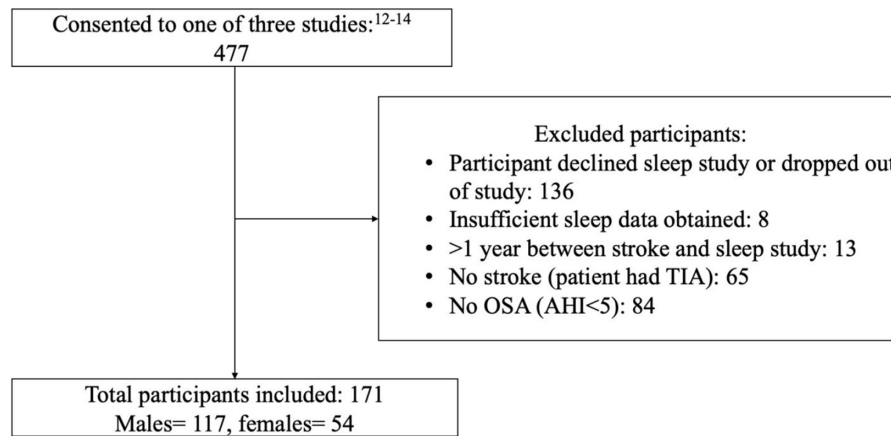 Consented to one of three studies:12-14
477
Excluded participants:
• Participant declined sleep study or dropped out
of study: 136
• Insufficient sleep data obtained: 8
• >1 year between stroke and sleep study: 13
• No stroke (patient had TIA): 65
• No OSA (AHI<5): 84
Total participants included: 171
Males= 117, females= 54